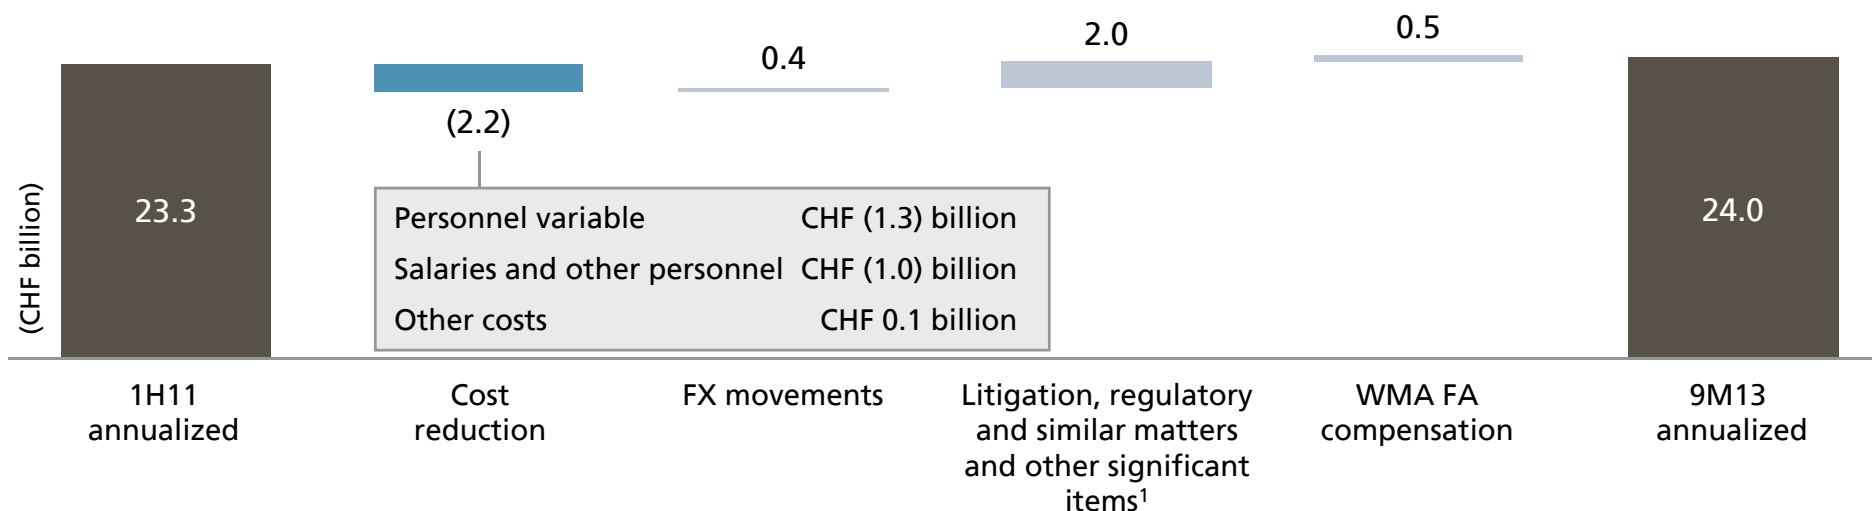 0.5
2.0
0.4
(2.2)
(CHF billion)
23.3
24.0
Personnel variable CHF (1.3) billion
Salaries and other personnel CHF (1.0) billion
Other costs CHF 0.1 billion
1H11
annualized
Cost
reduction
FX movements
Litigation, regulatory
and similar matters
and other significant
items¹
WMA FA
compensation
9M13
annualized